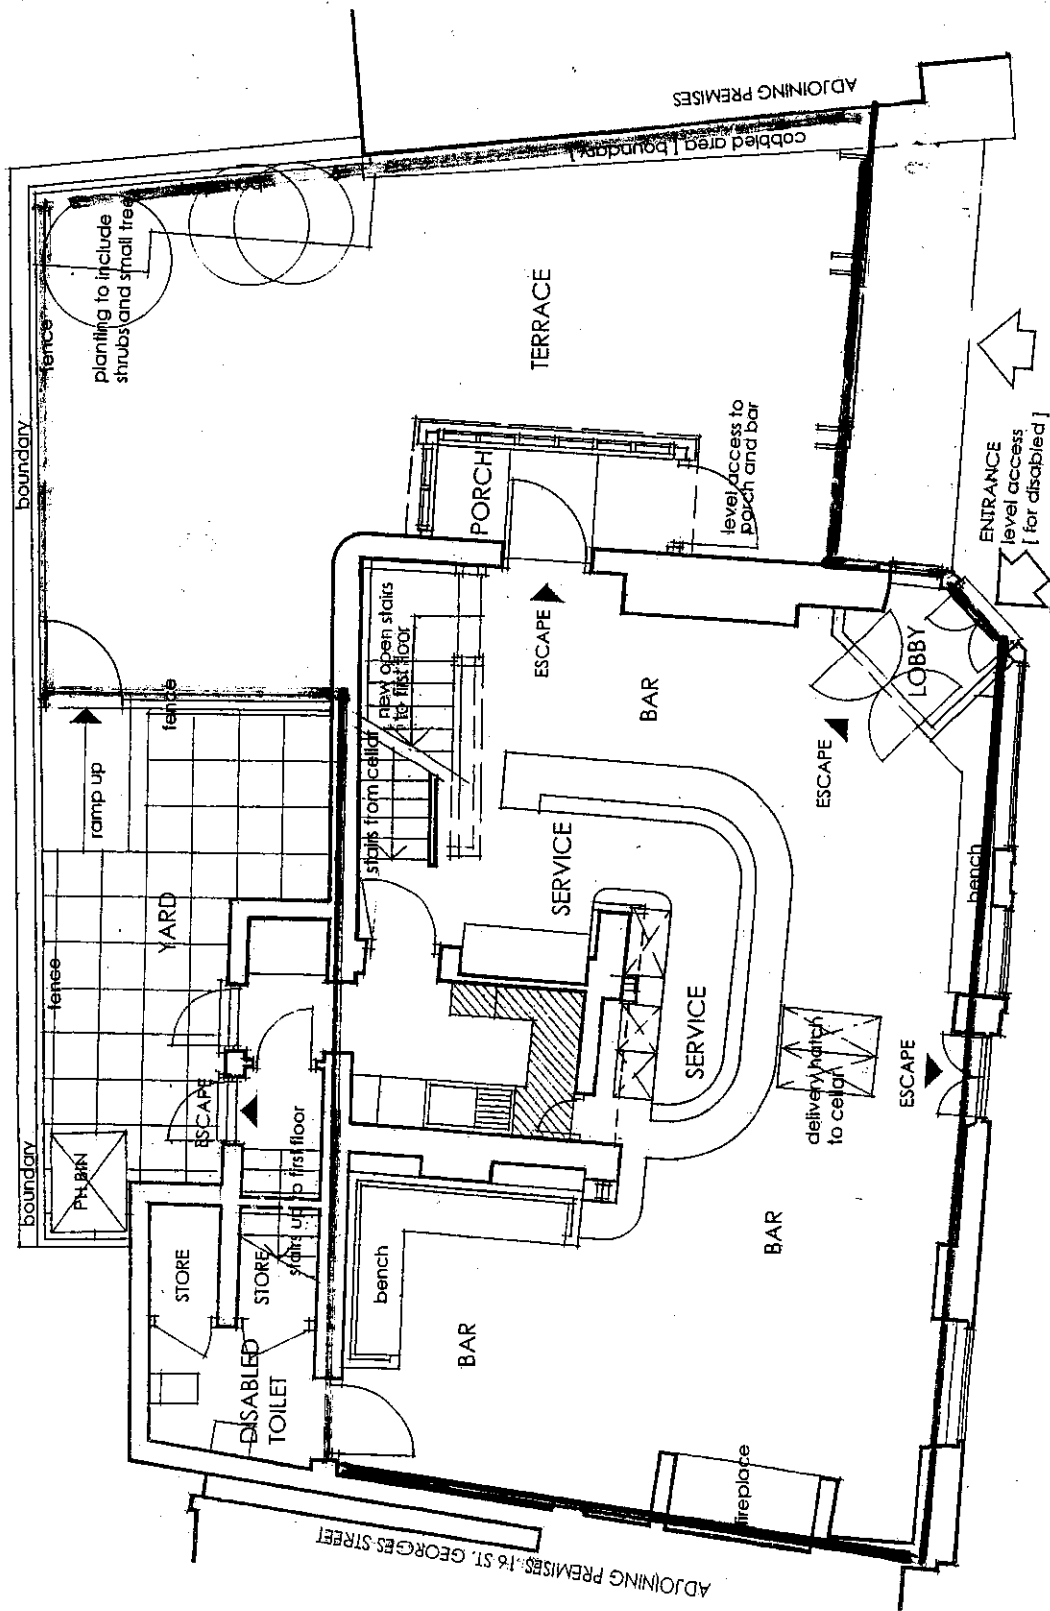 ADJOINING PREMISES
cobbled area [ boundary ]
boundary
fence
planting to include
shrubs and small tree
TERRACE
PORCH
level access to
porch and bar
ENTRANCE
level access
[ for disabled ]
new open stairs
to first floor
ESCAPE
BAR
LOBBY
ESCAPE
fence
ramp up
stairs from cellar
SERVICE
YARD
fence
bench
SERVICE
ESCAPE
delivery hatch
to cellar
ESCAPE
boundary
PH BIN
stairs up to first floor
STORE
STORE
bench
BAR
BAR
DISABLED
TOILET
fireplace
ADJOINING PREMISES: 16 ST. GEORGES STREET